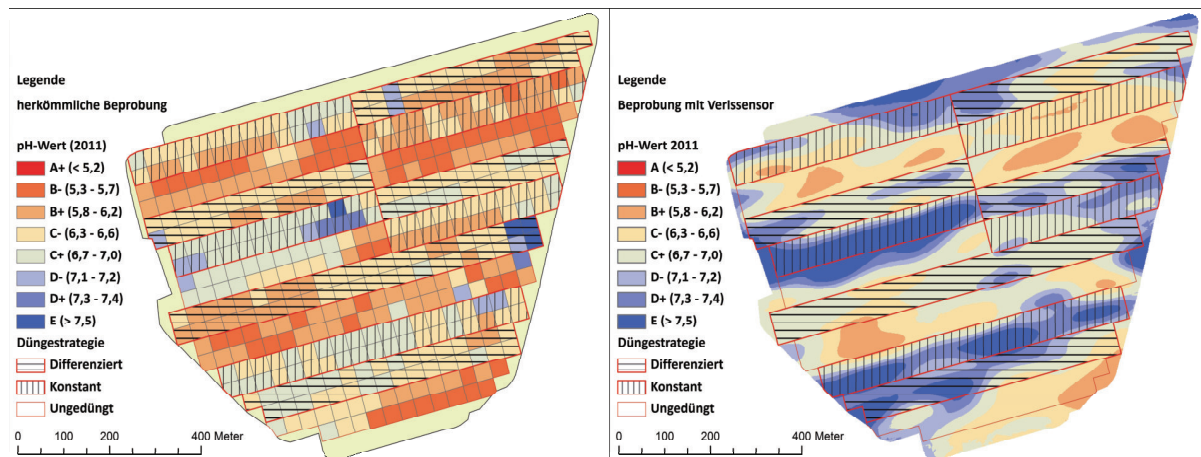 Legende
herkömmliche Beprobung
pH-Wert (2011)
A+ (< 5,2)
B- (5,3 - 5,7)
B+ (5,8 - 6,2)
C- (6,3 - 6,6)
C+ (6,7 - 7,0)
D- (7,1 - 7,2)
D+ (7,3 - 7,4)
E (> 7,5)
Düngestrategie
Differenziert
Konstant
Ungedüngt
0 100 200 400 Meter
Legende
Beprobung mit Verissensor
pH-Wert 2011
A (< 5,2)
B- (5,3 - 5,7)
B+ (5,8 - 6,2)
C- (6,3 - 6,6)
C+ (6,7 - 7,0)
D- (7,1 - 7,2)
D+ (7,3 - 7,4)
E (> 7,5)
Düngestrategie
Differenziert
Konstant
Ungedüngt
0 100 200 400 Meter